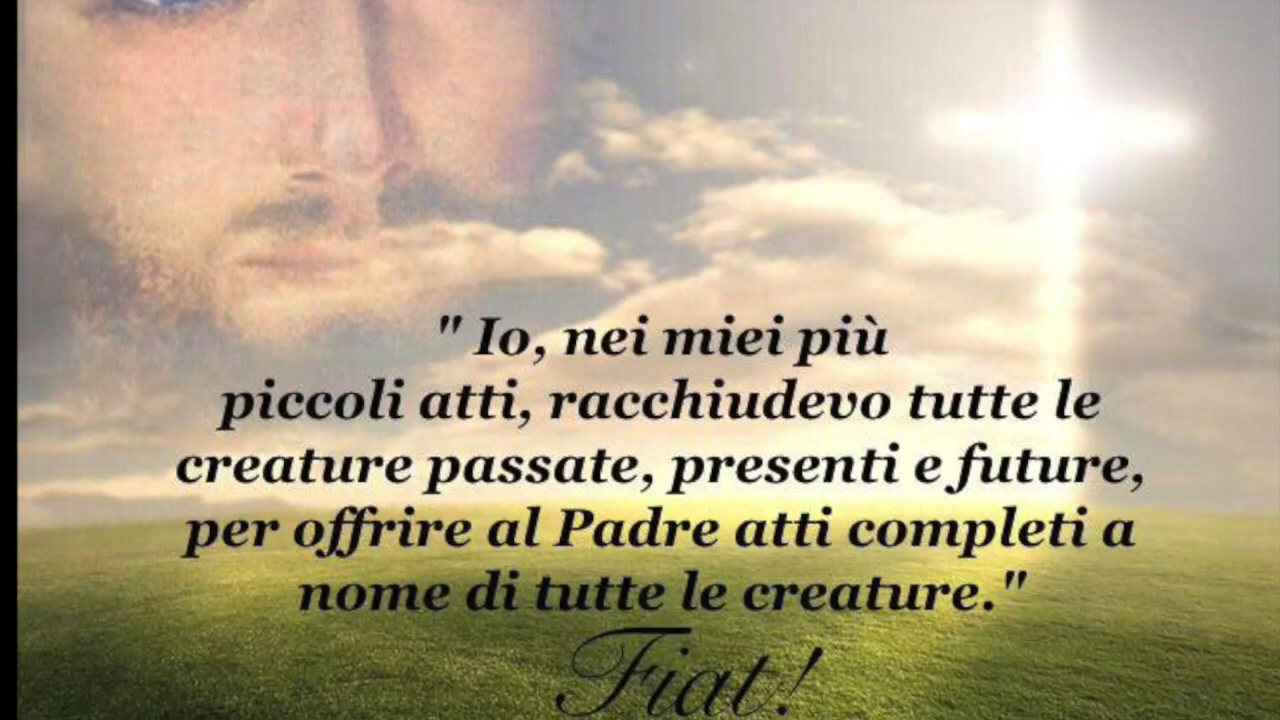 " Io, nei miei più
piccoli atti, racchiudevo tutte le
creature passate, presenti e future,
per offrire al Padre atti completi a
nome di tutte le creature."
Fiat!